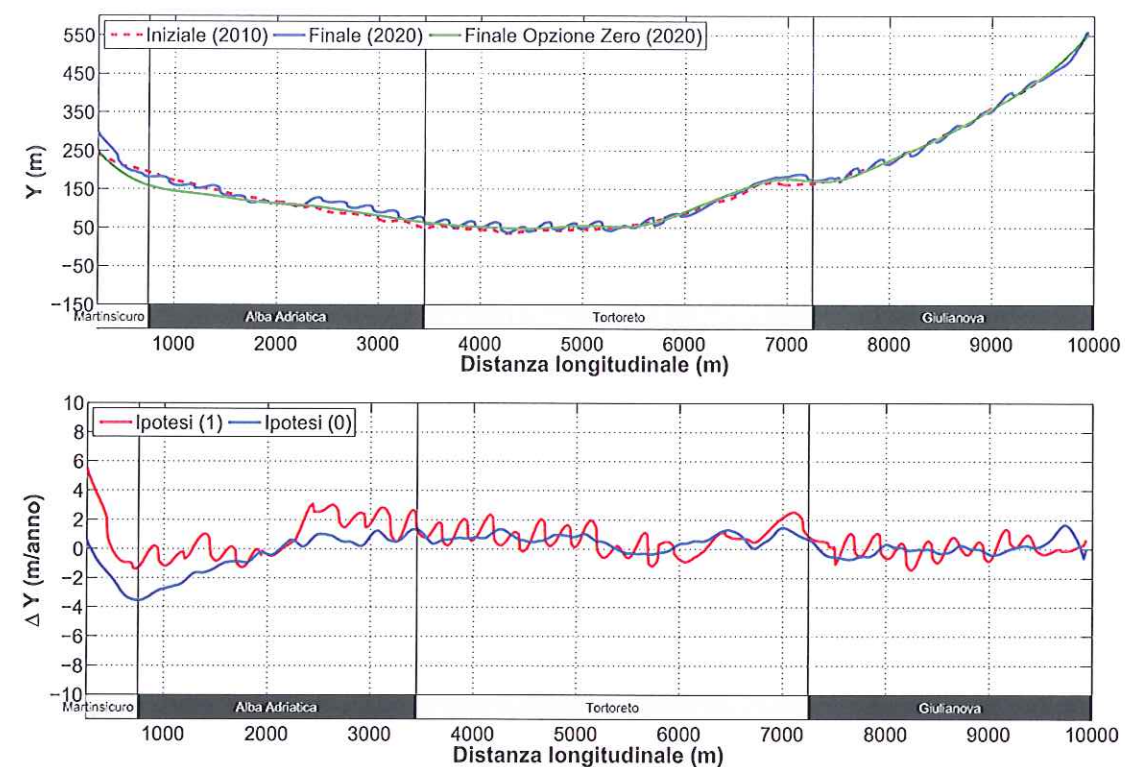 550
450
350
250
150
50
−50
−150
Y (m)
Iniziale (2010) Finale (2020) Finale Opzione Zero (2020)
Martinsicuro Alba Adriatica Tortoreto Giulianova
1000 2000 3000 4000 5000 6000 7000 8000 9000 10000
Distanza longitudinale (m)
10
8
6
4
2
0
−2
−4
−6
−8
−10
Δ Y (m/anno)
Ipotesi (1) Ipotesi (0)
Martinsicuro Alba Adriatica Tortoreto Giulianova
1000 2000 3000 4000 5000 6000 7000 8000 9000 10000
Distanza longitudinale (m)